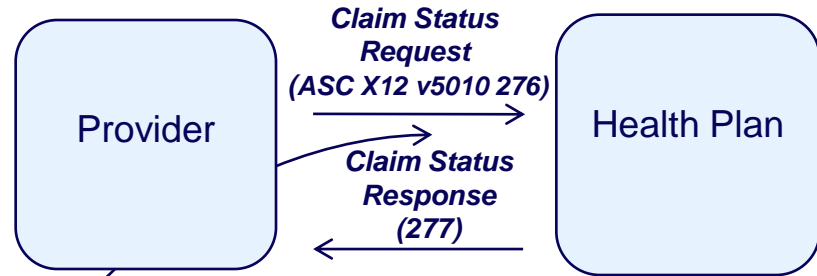 Claim Status
Request
(ASC X12 v5010 276)
Provider
Health Plan
Claim Status
Response
(277)